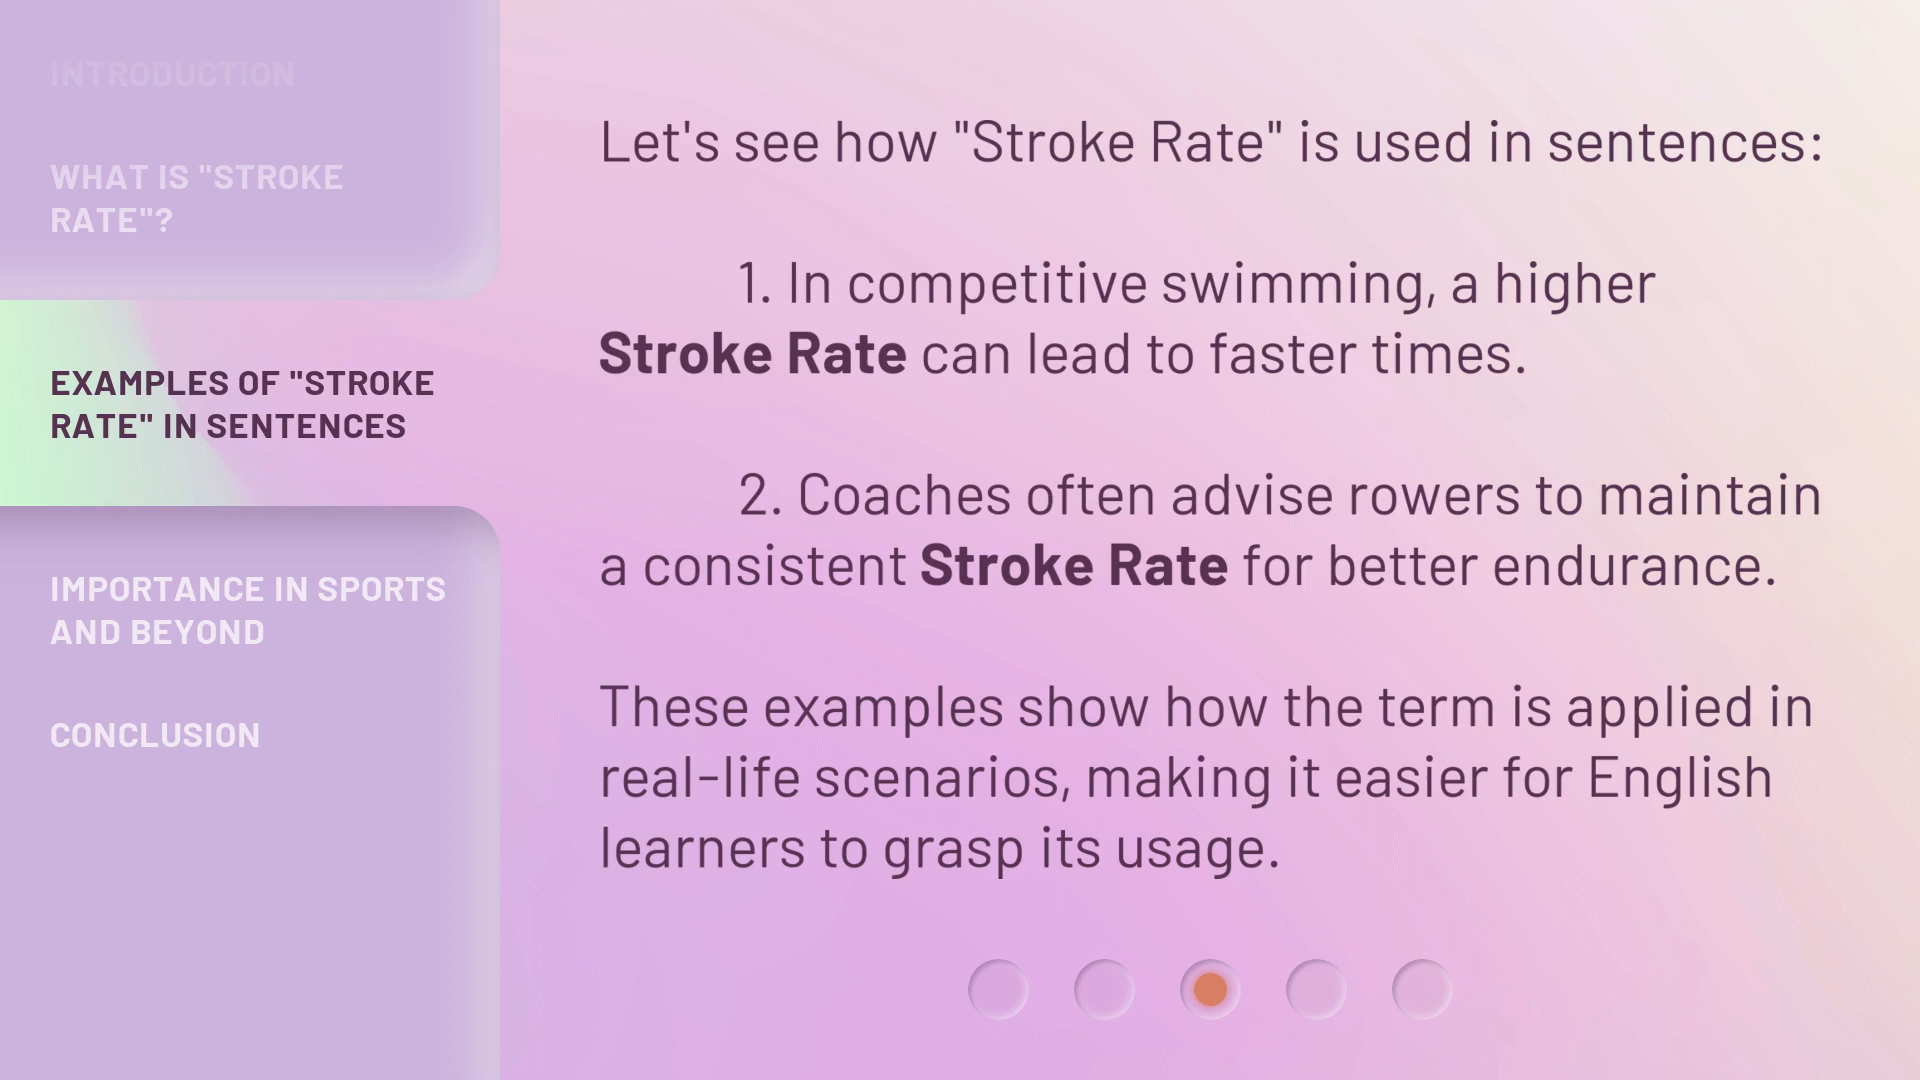 INTRODUCTION
WHAT IS "STROKE
RATE"?
EXAMPLES OF "STROKE
RATE" IN SENTENCES
IMPORTANCE IN SPORTS
AND BEYOND
CONCLUSION
Let's see how "Stroke Rate" is used in sentences:
1. In competitive swimming, a higher
Stroke Rate can lead to faster times.
2. Coaches often advise rowers to maintain
a consistent Stroke Rate for better endurance.
These examples show how the term is applied in
real-life scenarios, making it easier for English
learners to grasp its usage.